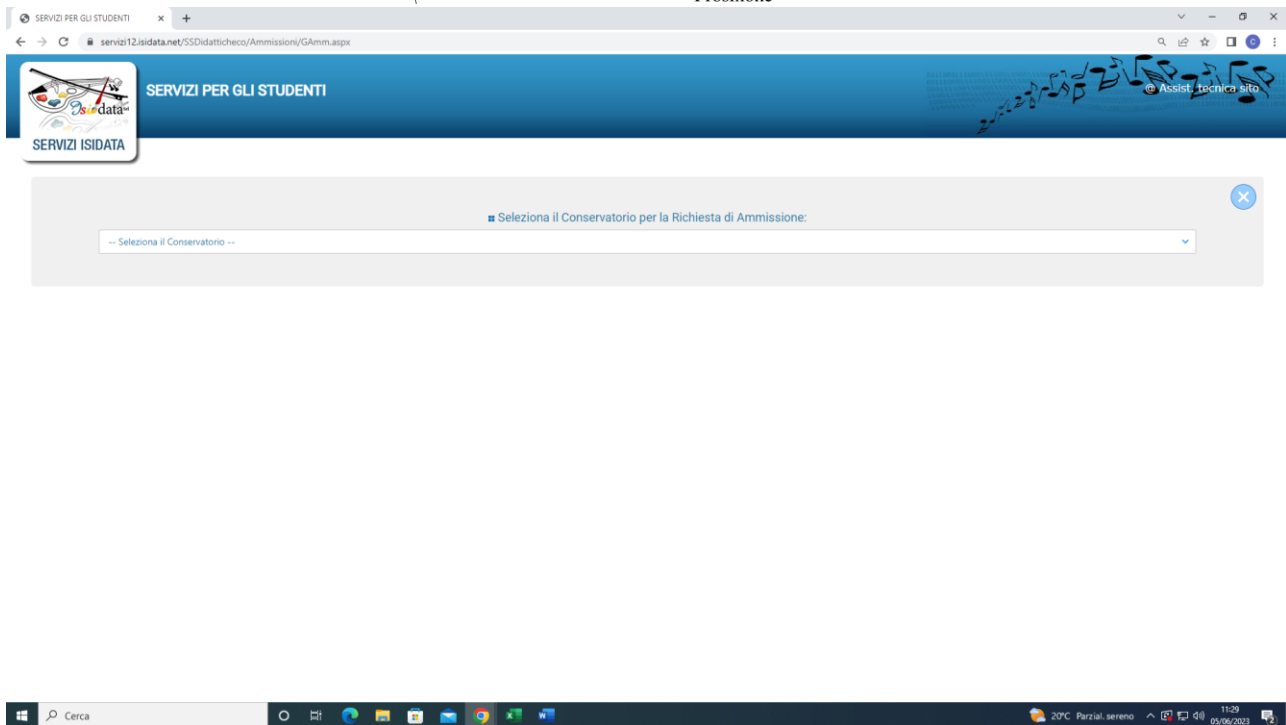 Frosinone
SERVIZI PER GLI STUDENTI
servizi12.isidata.net/SSDidatticheco/Ammissioni/GAmm.aspx
C
SERVIZI PER GLI STUDENTI
@ Assist. tecnica sito
Isidata srl
SERVIZI ISIDATA
Seleziona il Conservatorio per la Richiesta di Ammissione:
-- Seleziona il Conservatorio --
Cerca
20°C Parzial. sereno
11:29
05/06/2023